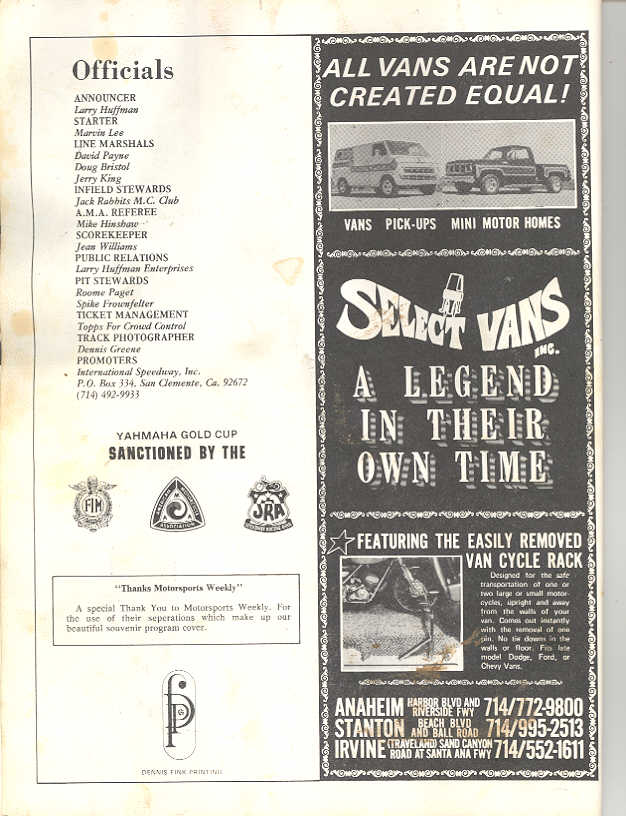 Officials
ANNOUNCER
Larry Huffman
STARTER
Marvin Lee
LINE MARSHALS
David Payne
Doug Bristol
Jerry King
INFIELD STEWARDS
Jack Rabbits M.C. Club
A.M.A. REFEREE
Mike Hinshaw
SCOREKEEPER
Jean Williams
PUBLIC RELATIONS
Larry Huffman Enterprises
PIT STEWARDS
Roome Paget
Spike Frownfelter
TICKET MANAGEMENT
Topps For Crowd Control
TRACK PHOTOGRAPHER
Dennis Greene
PROMOTERS
International Speedway, Inc.
P.O. Box 334, San Clemente, Ca. 92672
(714) 492-9933
YAHMAHA GOLD CUP
SANCTIONED BY THE
FIM
AMERICAN MOTORCYCLE
ASSOCIATION
SRA
"Thanks Motorsports Weekly"
A special Thank You to Motorsports Weekly. For
the use of their seperations which make up our
beautiful souvenir program cover.
DENNIS FINK PRINTING
ALL VANS ARE NOT
CREATED EQUAL!
VANS PICK-UPS MINI MOTOR HOMES
SELECT VANS
INC.
A LEGEND
IN THEIR
OWN TIME
FEATURING THE EASILY REMOVED
VAN CYCLE RACK
Designed for the safe
transportation of one or
two large or small motor-
cycles, upright and away
from the walls of your
van. Comes out instantly
with the removal of one
pin. No tie downs in the
walls or floor. Fits late
model Dodge, Ford, or
Chevy Vans.
ANAHEIM HARBOR BLVD AND RIVERSIDE FWY 714/772-9800
STANTON BEACH BLVD AND BALL ROAD 714/995-2513
IRVINE (TRAVELAND) SAND CANYON ROAD AT SANTA ANA FWY 714/552-1611